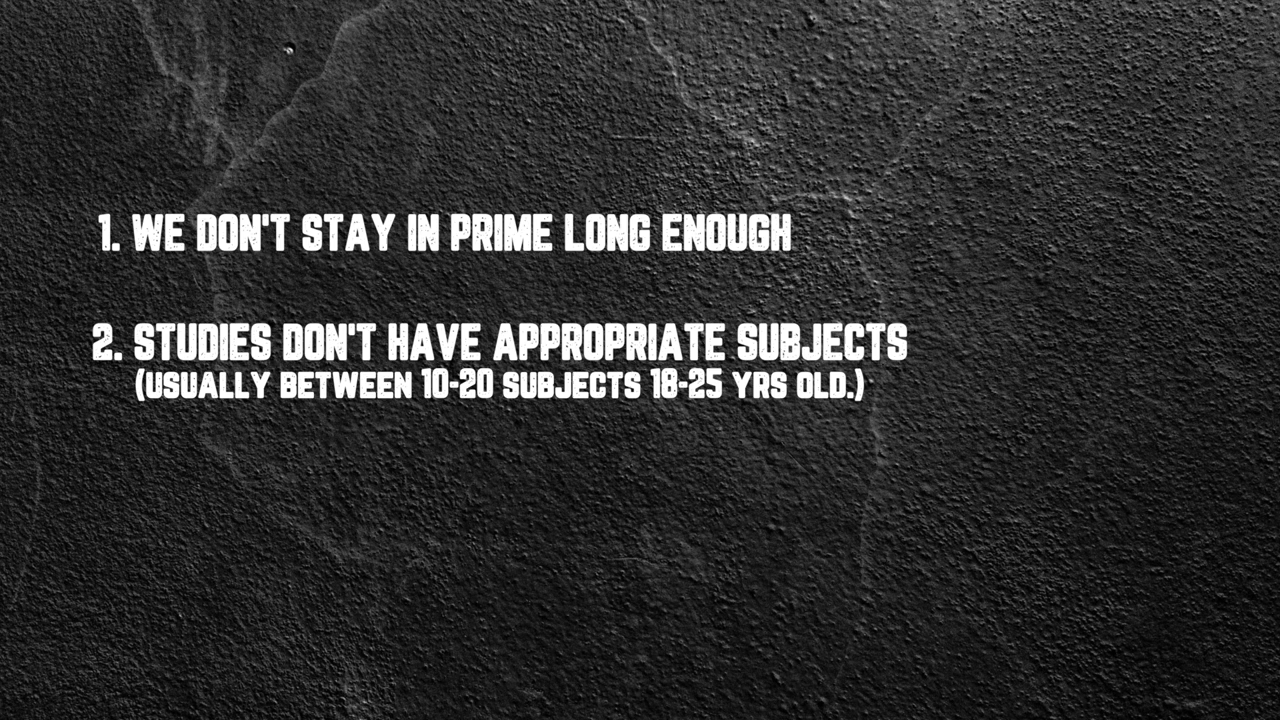 1. WE DON'T STAY IN PRIME LONG ENOUGH
2. STUDIES DON'T HAVE APPROPRIATE SUBJECTS
(USUALLY BETWEEN 10-20 SUBJECTS 18-25 YRS OLD.)